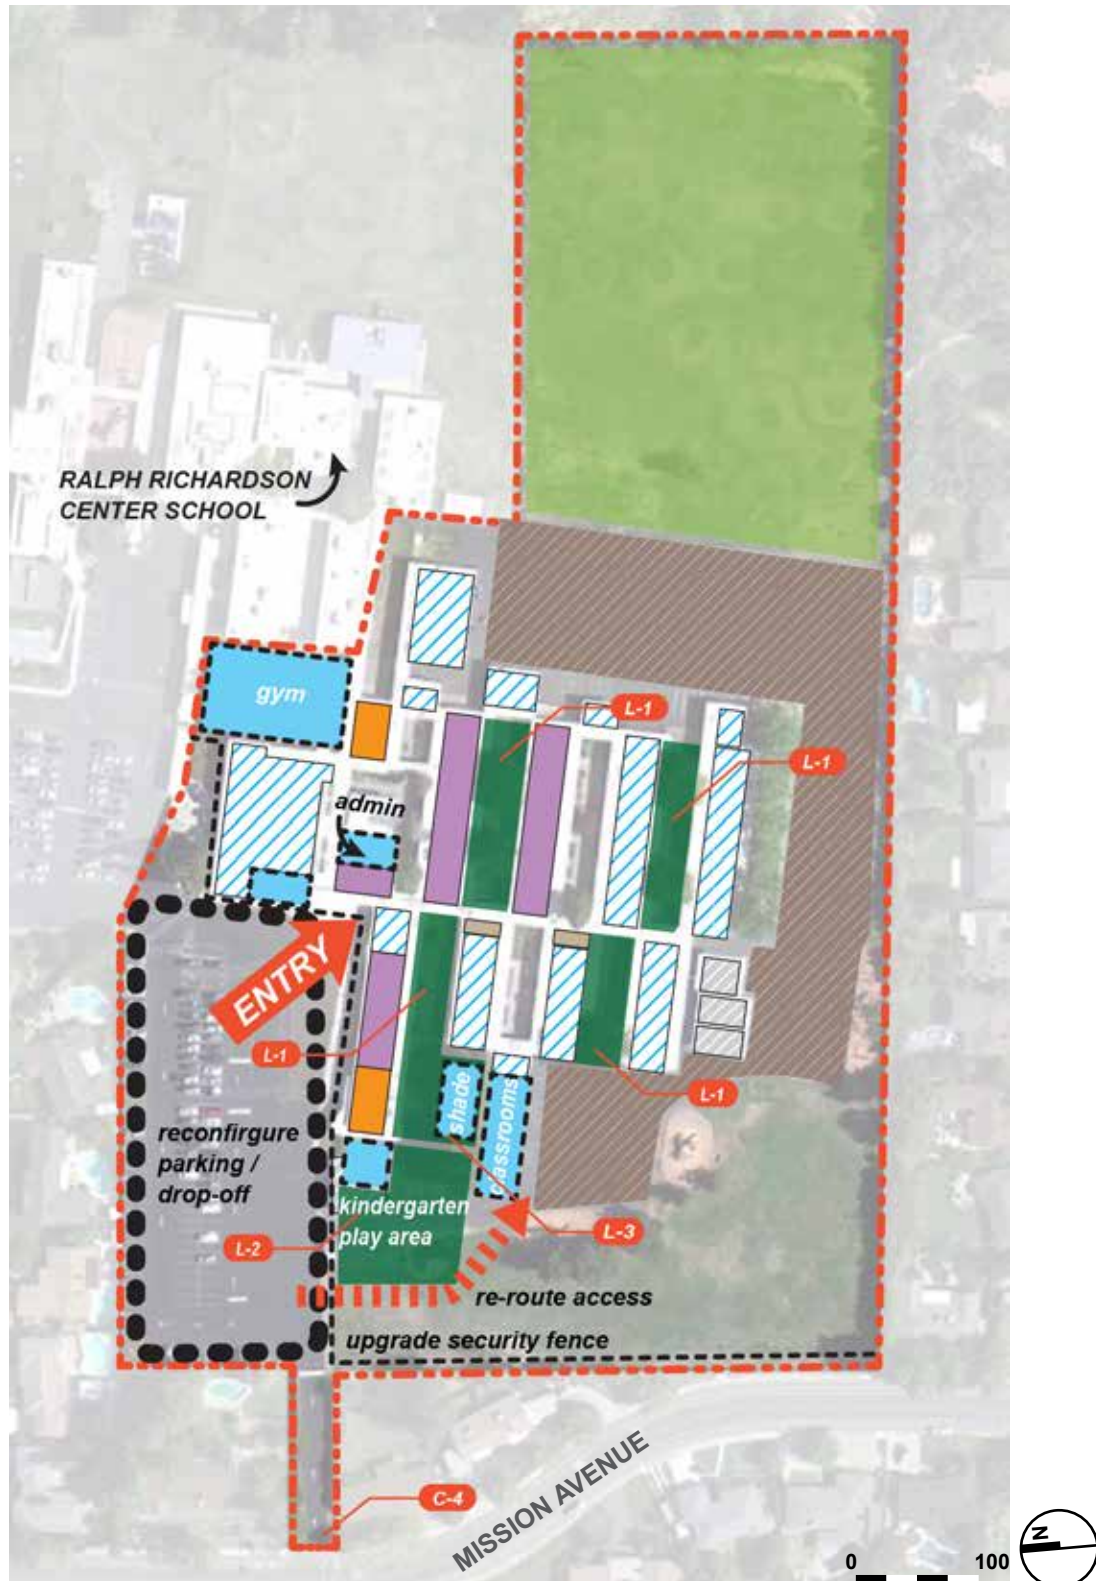 RALPH RICHARDSON
CENTER SCHOOL
gym
L-1
L-1
admin
ENTRY
L-1
L-1
shade
classrooms
reconfirgure
parking /
drop-off
kindergarten
play area
L-2
L-3
re-route access
upgrade security fence
C-4
MISSION AVENUE
N
0
100